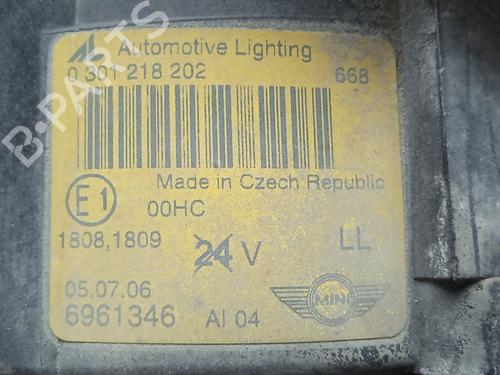 Automotive Lighting
0 301 218 202 668
Made in Czech Republic
E1 00HC
1808,1809 24 V LL
05.07.06
6961346 AI 04
MINI
B-PARTS